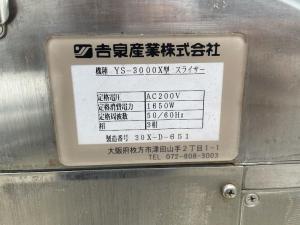 吉泉産業株式会社
機種 YS-3000X型 スライサー
定格電圧 AC200V
定格消費電力 1650W
定格周波数 50/60Hz
相 3相
製造番号 39X-D-651
大阪府枚方市津田山手2丁目1-1
TEL 072-808-3003